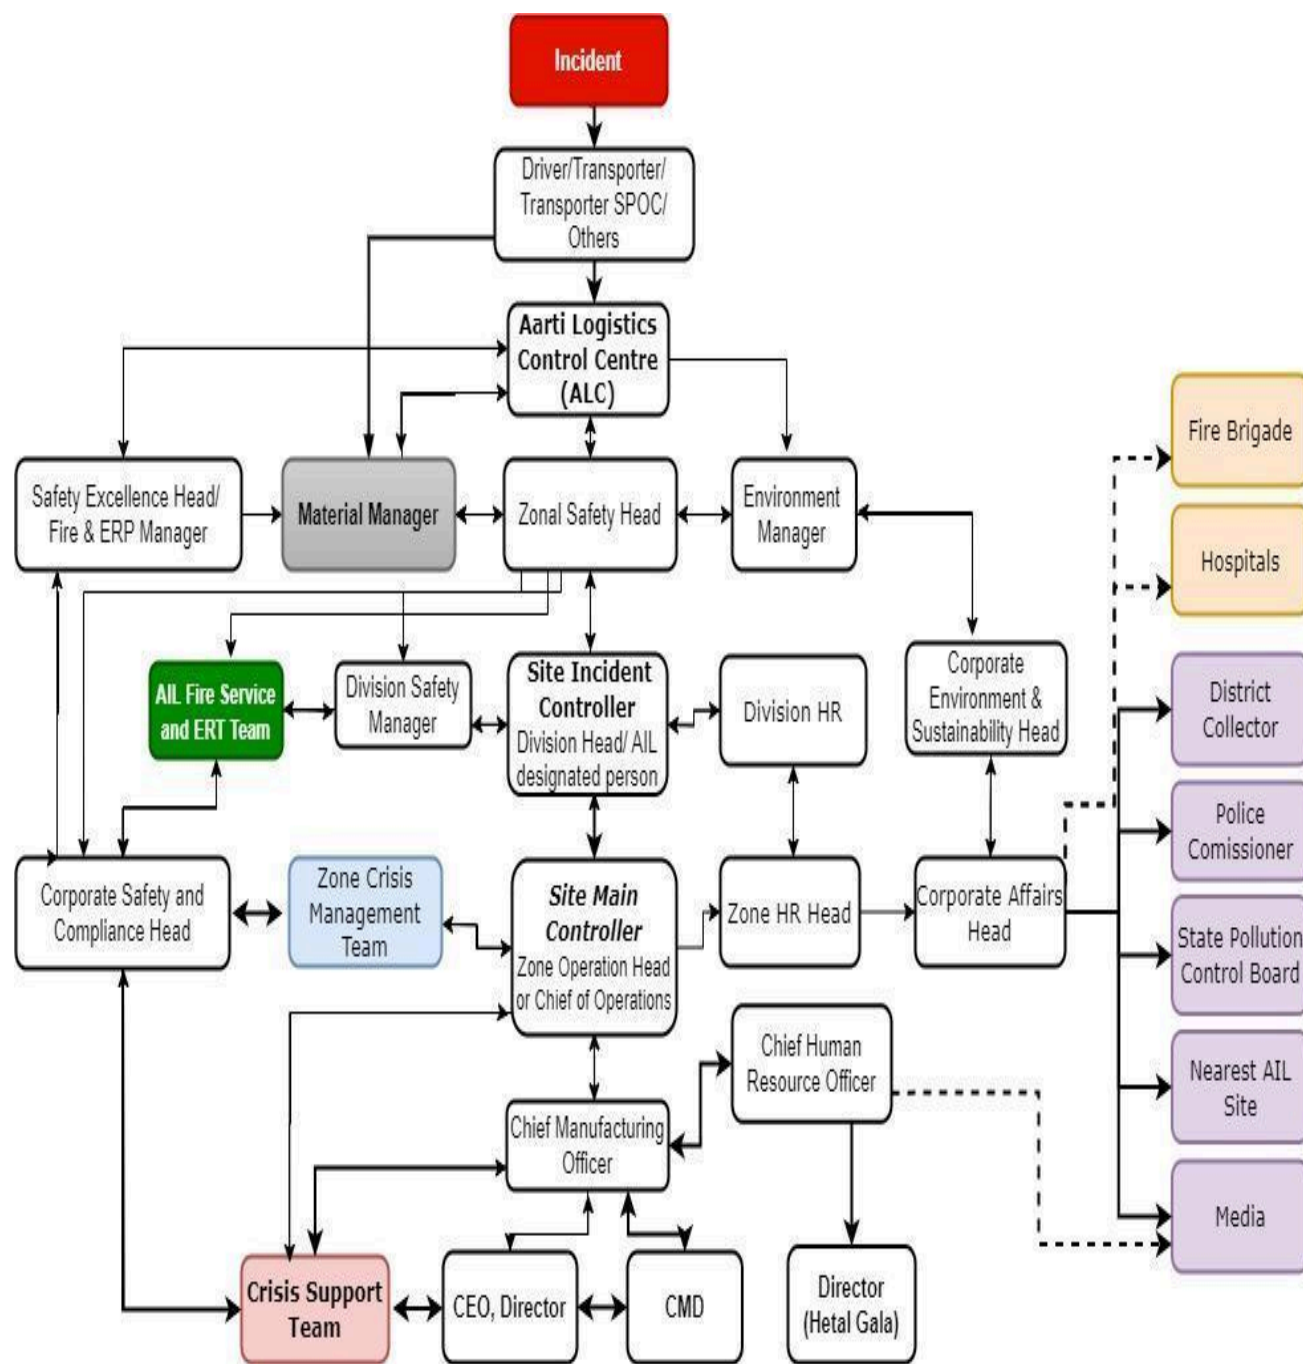 Incident
Driver/Transporter/
Transporter SPOC/
Others
Aarti Logistics
Control Centre
(ALC)
Fire Brigade
Safety Excellence Head/
Fire & ERP Manager
Material Manager
Zonal Safety Head
Environment
Manager
Hospitals
AIL Fire Service
and ERT Team
Division Safety
Manager
Site Incident
Controller
Division Head/ AIL
designated person
Division HR
Corporate
Environment &
Sustainability Head
District
Collector
Police
Comissioner
Corporate Safety and
Compliance Head
Zone Crisis
Management
Team
Site Main
Controller
Zone Operation Head
or Chief of Operations
Zone HR Head
Corporate Affairs
Head
State Pollution
Control Board
Chief Human
Resource Officer
Nearest AIL
Site
Chief Manufacturing
Officer
Media
Crisis Support
Team
CEO, Director
CMD
Director
(Hetal Gala)